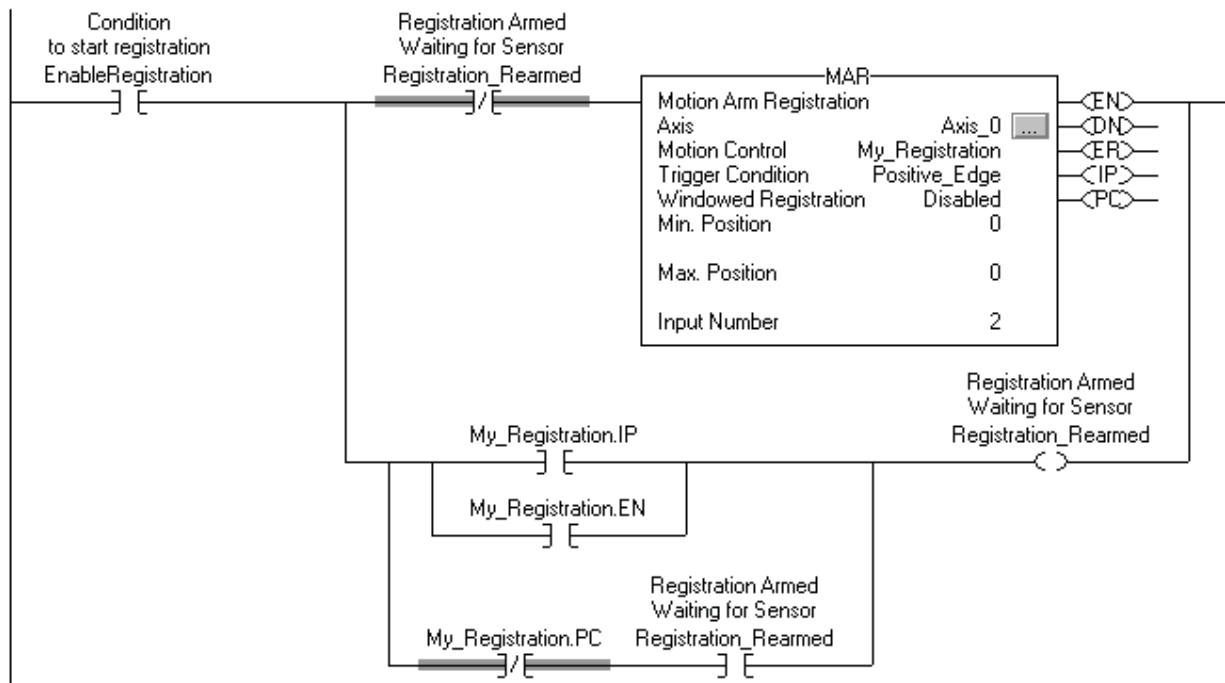 Condition
to start registration
EnableRegistration
Registration Armed
Waiting for Sensor
Registration_Rearmed
MAR
Motion Arm Registration
Axis Axis_0 ...
Motion Control My_Registration
Trigger Condition Positive_Edge
Windowed Registration Disabled
Min. Position 0
Max. Position 0
Input Number 2
EN
DN
ER
IP
PC
Registration Armed
Waiting for Sensor
Registration_Rearmed
My_Registration.IP
My_Registration.EN
Registration Armed
Waiting for Sensor
My_Registration.PC Registration_Rearmed